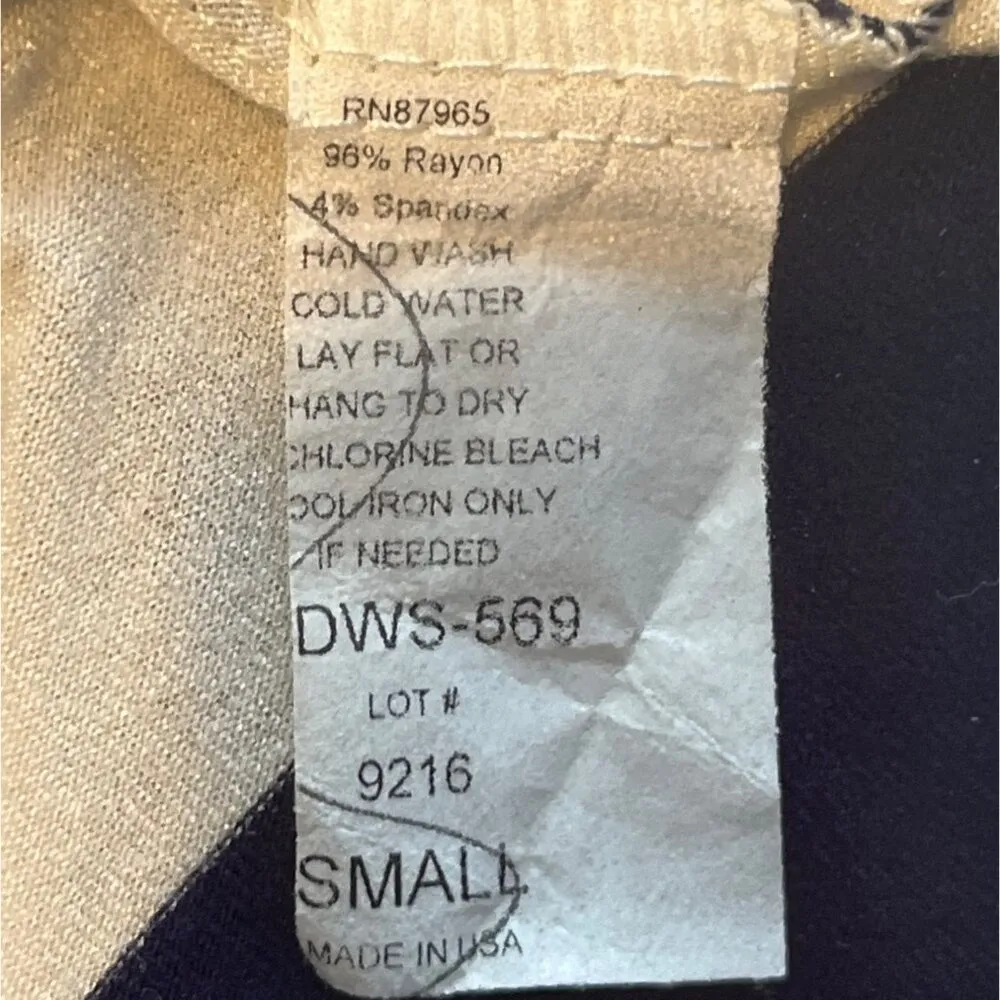 RN87965
96% Rayon
4% Spandex
HAND WASH
COLD WATER
LAY FLAT OR
HANG TO DRY
CHLORINE BLEACH
OOL IRON ONLY
IF NEEDED
DWS-569
LOT #
9216
SMALL
MADE IN USA